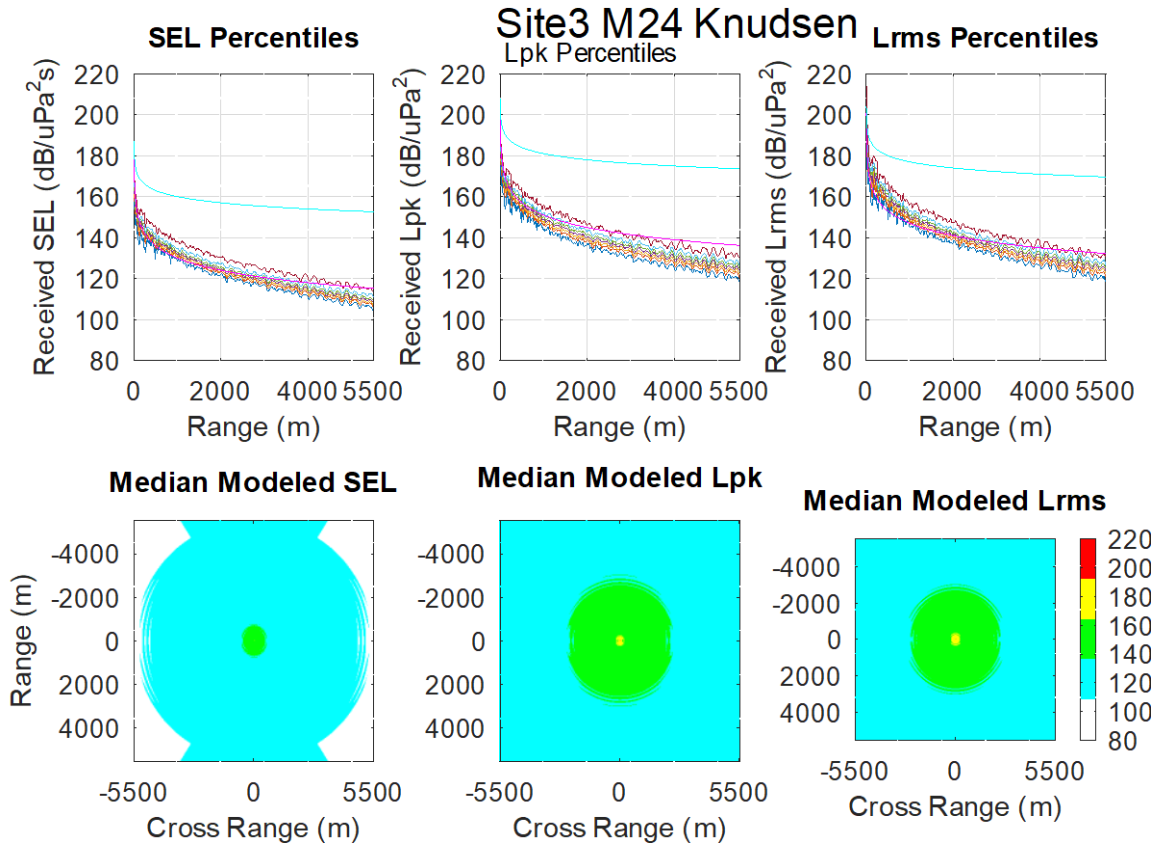 Site3 M24 Knudsen
SEL Percentiles
Lpk Percentiles
Lrms Percentiles
Received SEL (dB/uPa²s)
220
200
180
160
140
120
100
80
0 2000 4000 5500
Range (m)
Received Lpk (dB/uPa²)
220
200
180
160
140
120
100
80
0 2000 4000 5500
Range (m)
Received Lrms (dB/uPa²)
220
200
180
160
140
120
100
80
0 2000 4000 5500
Range (m)
Median Modeled SEL
Range (m)
-4000
-2000
0
2000
4000
-5500 0 5500
Cross Range (m)
Median Modeled Lpk
-4000
-2000
0
2000
4000
-5500 0 5500
Cross Range (m)
Median Modeled Lrms
-4000
-2000
0
2000
4000
-5500 0 5500
Cross Range (m)
220
200
180
160
140
120
100
80